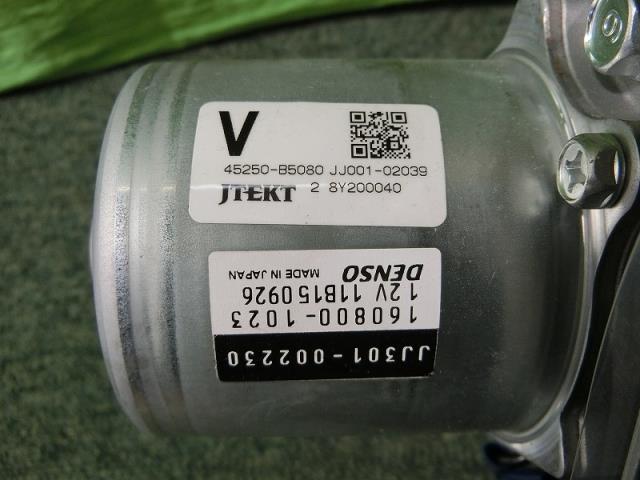 V
45250-B5080 JJ001-02039
JTEKT 2 8Y200040
DENSO MADE IN JAPAN
12V 11B150926
160800-1023
JJ301-002230